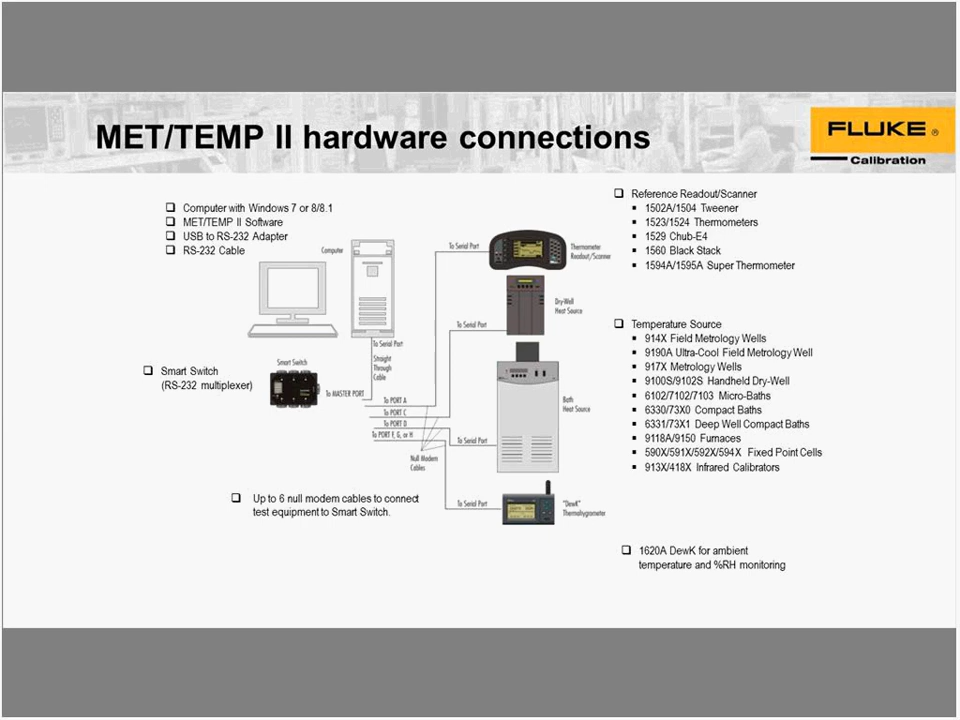 MET/TEMP II hardware connections
FLUKE ®
Calibration
❑ Computer with Windows 7 or 8/8.1
❑ MET/TEMP II Software
❑ USB to RS-232 Adapter
❑ RS-232 Cable
Computer
To Serial Port
Straight
Through
Cable
❑ Smart Switch
(RS-232 multiplexer)
Smart Switch
To MASTER PORT
To PORT A
To PORT C
To PORT D
To PORT F, G, or H
Null Modem
Cables
❑ Up to 6 null modem cables to connect
test equipment to Smart Switch.
To Serial Port
Thermometer
Readout/Scanner
To Serial Port
Dry-Well
Heat Source
To Serial Port
Bath
Heat Source
To Serial Port
"DewK"
Thermohygrometer
❑ Reference Readout/Scanner
▪ 1502A/1504 Tweener
▪ 1523/1524 Thermometers
▪ 1529 Chub-E4
▪ 1560 Black Stack
▪ 1594A/1595A Super Thermometer
❑ Temperature Source
▪ 914X Field Metrology Wells
▪ 9190A Ultra-Cool Field Metrology Well
▪ 917X Metrology Wells
▪ 9100S/9102S Handheld Dry-Well
▪ 6102/7102/7103 Micro-Baths
▪ 6330/73X0 Compact Baths
▪ 6331/73X1 Deep Well Compact Baths
▪ 9118A/9150 Furnaces
▪ 590X/591X/592X/594X Fixed Point Cells
▪ 913X/418X Infrared Calibrators
❑ 1620A DewK for ambient
temperature and %RH monitoring